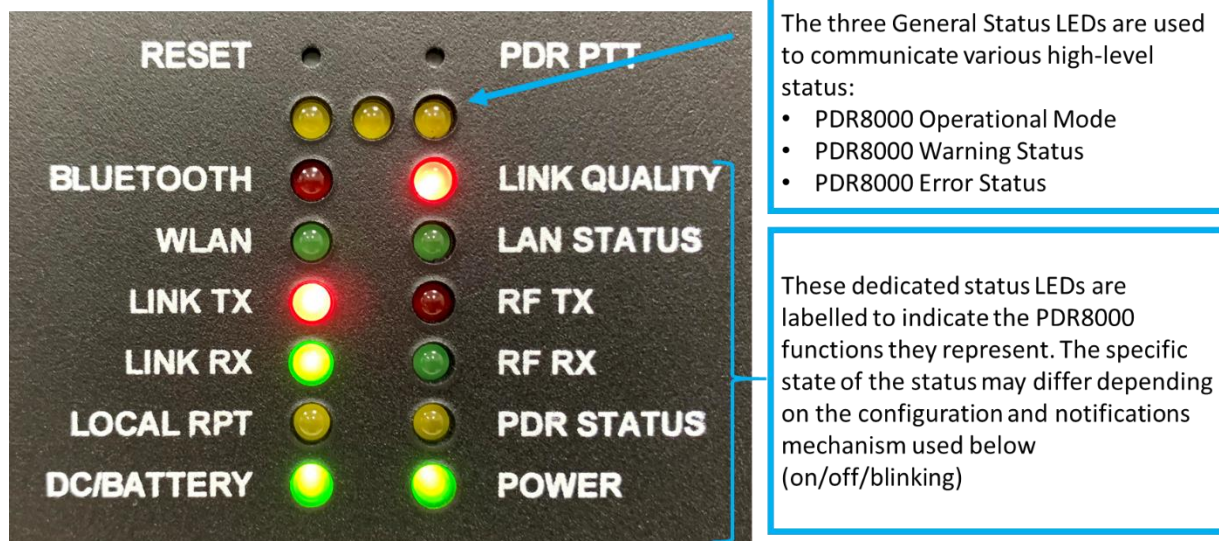 RESET PDR PTT
BLUETOOTH LINK QUALITY
WLAN LAN STATUS
LINK TX RF TX
LINK RX RF RX
LOCAL RPT PDR STATUS
DC/BATTERY POWER
The three General Status LEDs are used
to communicate various high-level
status:
• PDR8000 Operational Mode
• PDR8000 Warning Status
• PDR8000 Error Status
These dedicated status LEDs are
labelled to indicate the PDR8000
functions they represent. The specific
state of the status may differ depending
on the configuration and notifications
mechanism used below
(on/off/blinking)